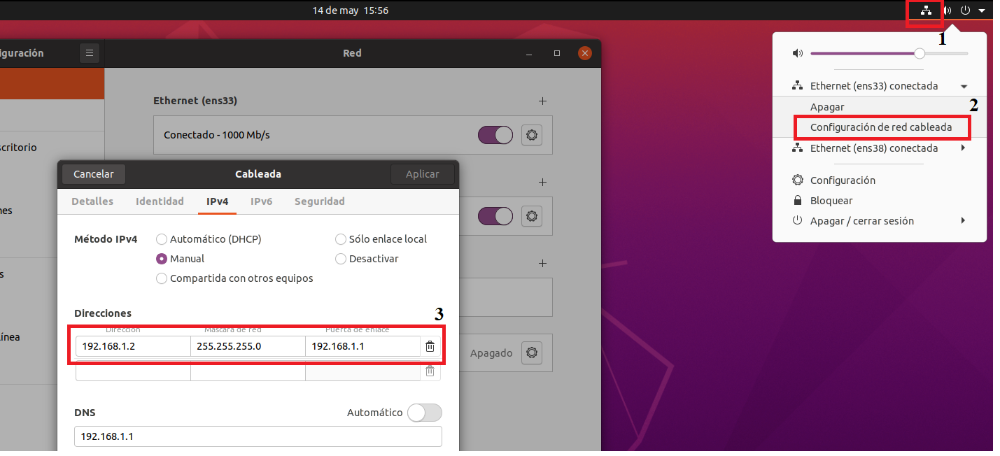 14 de may 15:56
1
iguración
Red
Ethernet (ens33)
Conectado - 1000 Mb/s
critorio
nes
s
ínea
Apagado
Cancelar
Cableada
Aplicar
Detalles
Identidad
IPv4
IPv6
Seguridad
Método IPv4
Automático (DHCP)
Sólo enlace local
Manual
Desactivar
Compartida con otros equipos
Direcciones
3
Dirección
Máscara de red
Puerta de enlace
192.168.1.2
255.255.255.0
192.168.1.1
DNS
Automático
192.168.1.1
Ethernet (ens33) conectada
2
Apagar
Configuración de red cableada
Ethernet (ens38) conectada
Configuración
Bloquear
Apagar / cerrar sesión